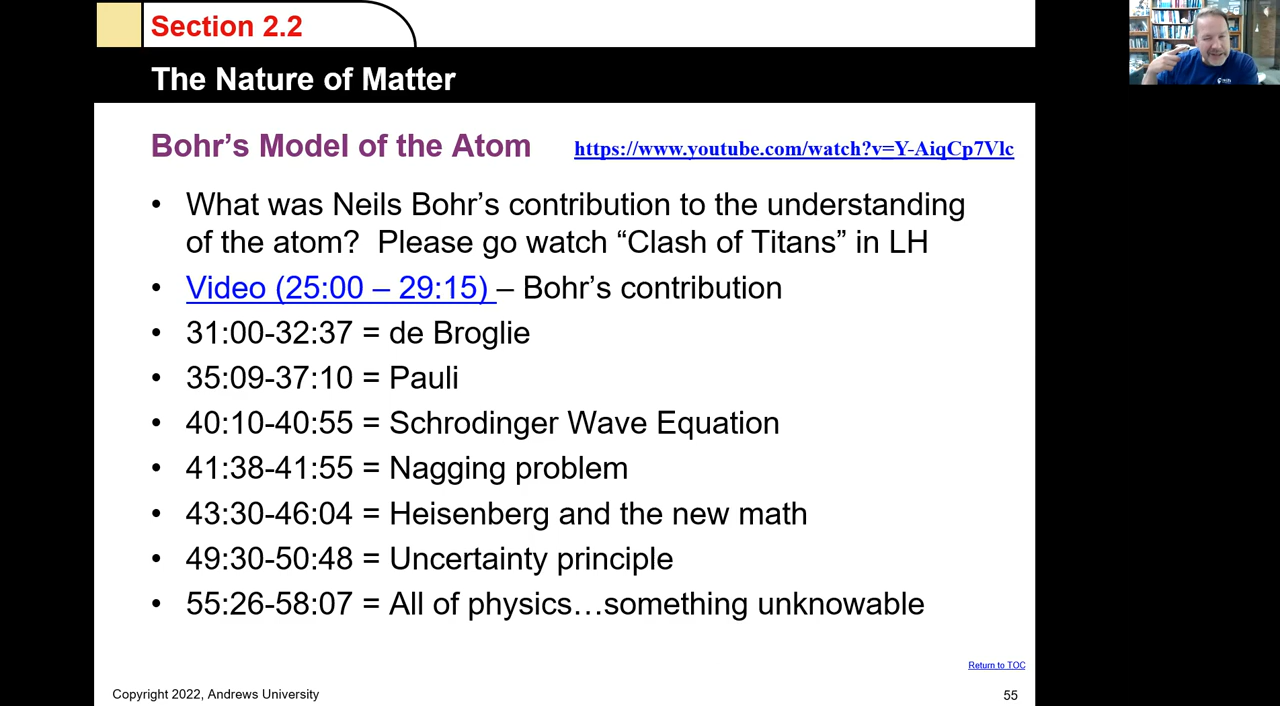 Section 2.2
The Nature of Matter
Bohr’s Model of the Atom https://www.youtube.com/watch?v=Y-AiqCp7Vlc
• What was Neils Bohr’s contribution to the understanding
of the atom?  Please go watch “Clash of Titans” in LH
• Video (25:00 – 29:15) – Bohr’s contribution
• 31:00-32:37 = de Broglie
• 35:09-37:10 = Pauli
• 40:10-40:55 = Schrodinger Wave Equation
• 41:38-41:55 = Nagging problem
• 43:30-46:04 = Heisenberg and the new math
• 49:30-50:48 = Uncertainty principle
• 55:26-58:07 = All of physics…something unknowable
Return to TOC
Copyright 2022, Andrews University 55